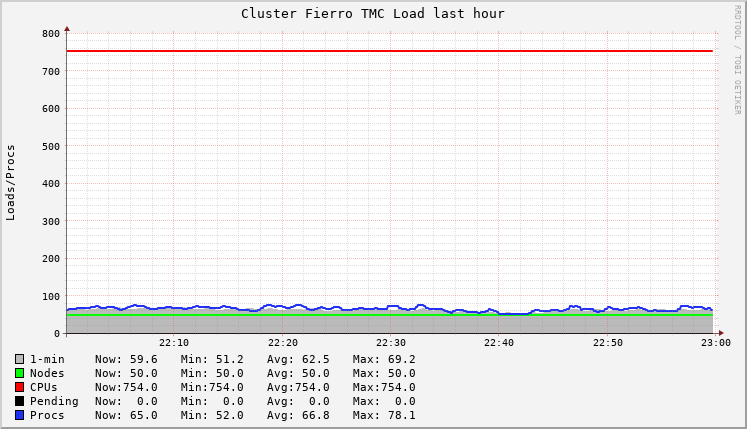 Cluster Fierro TMC Load last hour
RRDTOOL / TOBI OETIKER
Loads/Procs
800
700
600
500
400
300
200
100
0
22:10 22:20 22:30 22:40 22:50 23:00
1-min Now: 59.6 Min: 51.2 Avg: 62.5 Max: 69.2
Nodes Now: 50.0 Min: 50.0 Avg: 50.0 Max: 50.0
CPUs Now:754.0 Min:754.0 Avg:754.0 Max:754.0
Pending Now: 0.0 Min: 0.0 Avg: 0.0 Max: 0.0
Procs Now: 65.0 Min: 52.0 Avg: 66.8 Max: 78.1